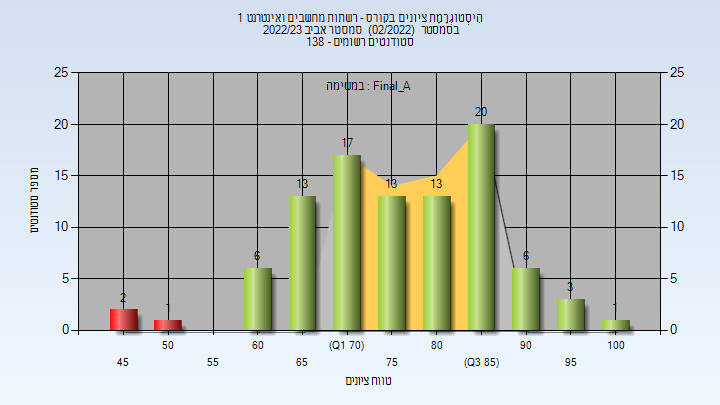 הִיסְטוֹגְרַמַּת ציונים בקורס - רשתות מחשבים ואינטרנט 1
בסמסטר (02/2022) סמסטר אביב 2022/23
סטודנטים רשומים - 138
במשימה : Final_A
מספר סטודנטים
25 25
20 20
15 15
10 10
5 5
0 0
2 1 6 13 17 13 13 20 6 3 1
50 60 (Q1 70) 80 90 100
45 55 65 75 (Q3 85) 95
טווח ציונים